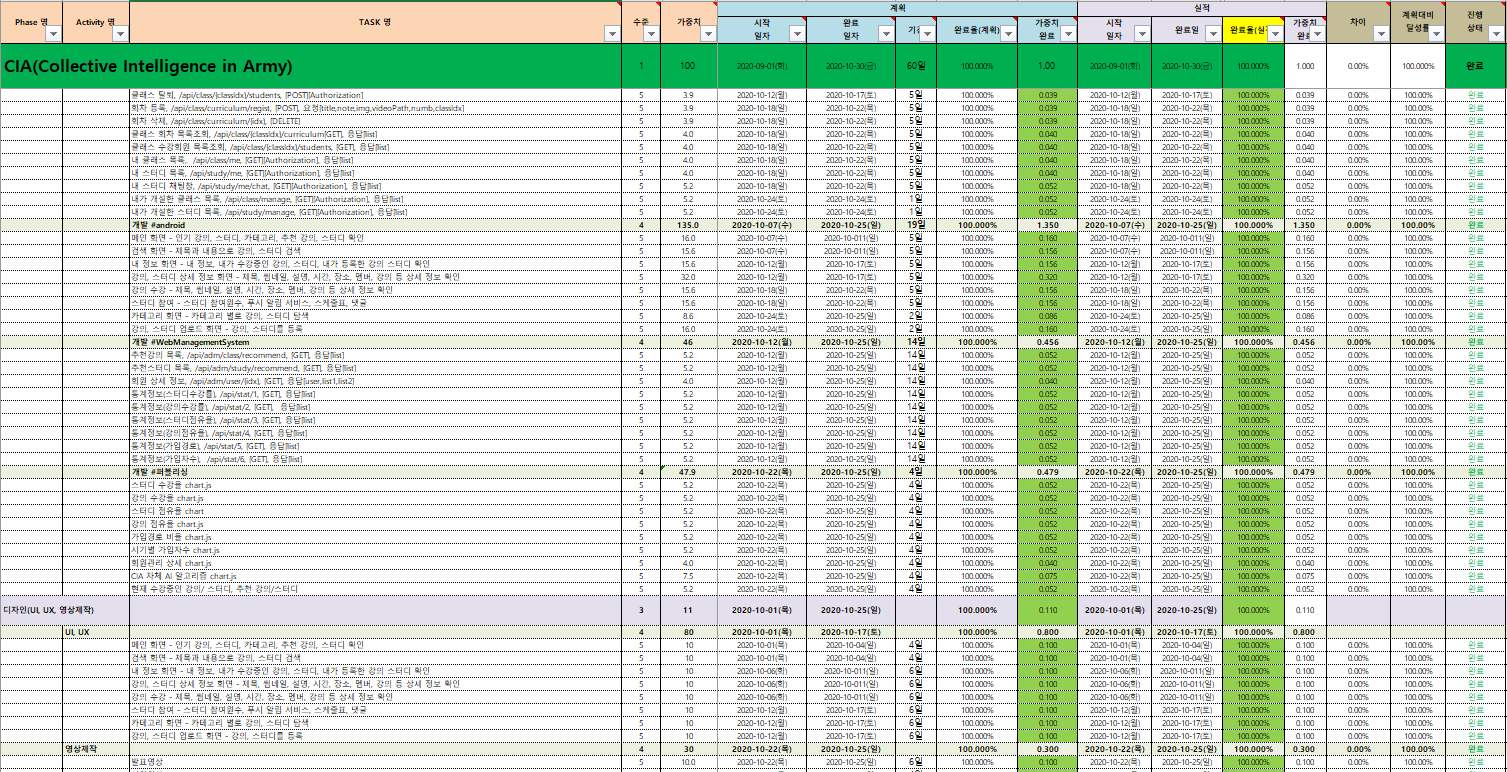 계획 실적
Phase 명 Activity 명 TASK 명 수준 가중치 시작 일자 완료 일자 기간 완료율(계획) 가중치 완료 시작 일자 완료일 완료율(실 가중치 완료 차이 계획대비 달성률 진행 상태
CIA(Collective Intelligence in Army) 1 100 2020-09-01(화) 2020-10-30(금) 60일 100.000% 1.00 2020-09-01(화) 2020-10-30(금) 100.000% 1.000 0.00% 100.000% 완료
클래스 탈퇴, /api/class/{classIdx}/students, [POST][Authorization] 5 3.9 2020-10-12(월) 2020-10-17(토) 5일 100.000% 0.039 2020-10-12(월) 2020-10-17(토) 100.000% 0.039 0.00% 100.00% 완료
회차 등록, /api/class/curriculum/regist, [POST], 요청[title,note,img,videoPath,numb,classIdx] 5 3.9 2020-10-18(일) 2020-10-22(목) 5일 100.000% 0.039 2020-10-18(일) 2020-10-22(목) 100.000% 0.039 0.00% 100.00% 완료
회차 삭제, /api/class/curriculum/{idx}, [DELETE] 5 3.9 2020-10-18(일) 2020-10-22(목) 5일 100.000% 0.039 2020-10-18(일) 2020-10-22(목) 100.000% 0.039 0.00% 100.00% 완료
클래스 회차 목록조회, /api/class/{classIdx}/curriculum[GET], 응답[list] 5 4.0 2020-10-18(일) 2020-10-22(목) 5일 100.000% 0.040 2020-10-18(일) 2020-10-22(목) 100.000% 0.040 0.00% 100.00% 완료
클래스 수강회원 목록조회, /api/class/{classIdx}/students, [GET], 응답[list] 5 4.0 2020-10-18(일) 2020-10-22(목) 5일 100.000% 0.040 2020-10-18(일) 2020-10-22(목) 100.000% 0.040 0.00% 100.00% 완료
내 클래스 목록, /api/class/me, [GET][Authorization], 응답[list] 5 4.0 2020-10-18(일) 2020-10-22(목) 5일 100.000% 0.040 2020-10-18(일) 2020-10-22(목) 100.000% 0.040 0.00% 100.00% 완료
내 스터디 목록, /api/study/me, [GET][Authorization], 응답[list] 5 4.0 2020-10-18(일) 2020-10-22(목) 5일 100.000% 0.040 2020-10-18(일) 2020-10-22(목) 100.000% 0.040 0.00% 100.00% 완료
내 스터디 채팅창, /api/study/me/chat, [GET][Authorization], 응답[list] 5 5.2 2020-10-18(일) 2020-10-22(목) 5일 100.000% 0.052 2020-10-18(일) 2020-10-22(목) 100.000% 0.052 0.00% 100.00% 완료
내가 개설한 클래스 목록, /api/class/manage, [GET][Authorization], 응답[list] 5 5.2 2020-10-24(토) 2020-10-24(토) 1일 100.000% 0.052 2020-10-24(토) 2020-10-24(토) 100.000% 0.052 0.00% 100.00% 완료
내가 개설한 스터디 목록, /api/study/manage, [GET][Authorization], 응답[list] 5 5.2 2020-10-24(토) 2020-10-24(토) 1일 100.000% 0.052 2020-10-24(토) 2020-10-24(토) 100.000% 0.052 0.00% 100.00% 완료
개발 #android 4 135.0 2020-10-07(수) 2020-10-25(일) 19일 100.000% 1.350 2020-10-07(수) 2020-10-25(일) 100.000% 1.350 0.00% 100.00% 완료
메인 화면 - 인기 강의, 스터디, 카테고리, 추천 강의, 스터디 확인 5 16.0 2020-10-07(수) 2020-10-011(일) 5일 100.000% 0.160 2020-10-07(수) 2020-10-011(일) 100.000% 0.160 0.00% 100.00% 완료
검색 화면 - 제목과 내용으로 강의, 스터디 검색 5 15.6 2020-10-07(수) 2020-10-011(일) 5일 100.000% 0.156 2020-10-07(수) 2020-10-011(일) 100.000% 0.156 0.00% 100.00% 완료
내 정보 화면 - 내 정보, 내가 수강중인 강의, 스터디, 내가 등록한 강의 스터디 확인 5 15.6 2020-10-12(월) 2020-10-17(토) 5일 100.000% 0.156 2020-10-12(월) 2020-10-17(토) 100.000% 0.156 0.00% 100.00% 완료
강의, 스터디 상세 정보 화면 - 제목, 썸네일, 설명, 시간, 장소, 멤버, 강의 등 상세 정보 확인 5 32.0 2020-10-12(월) 2020-10-17(토) 5일 100.000% 0.320 2020-10-12(월) 2020-10-17(토) 100.000% 0.320 0.00% 100.00% 완료
강의 수강 - 제목, 썸네일, 설명, 시간, 장소, 멤버, 강의 등 상세 정보 확인 5 15.6 2020-10-18(일) 2020-10-22(목) 5일 100.000% 0.156 2020-10-18(일) 2020-10-22(목) 100.000% 0.156 0.00% 100.00% 완료
스터디 참여 - 스터디 참여원수, 푸시 알림 서비스, 스케줄표, 댓글 5 15.6 2020-10-18(일) 2020-10-22(목) 5일 100.000% 0.156 2020-10-18(일) 2020-10-22(목) 100.000% 0.156 0.00% 100.00% 완료
카테고리 화면 - 카테고리 별로 강의, 스터디 탐색 5 8.6 2020-10-24(토) 2020-10-25(일) 2일 100.000% 0.086 2020-10-24(토) 2020-10-25(일) 100.000% 0.086 0.00% 100.00% 완료
강의, 스터디 업로드 화면 - 강의, 스터디를 등록 5 16.0 2020-10-24(토) 2020-10-25(일) 2일 100.000% 0.160 2020-10-24(토) 2020-10-25(일) 100.000% 0.160 0.00% 100.00% 완료
개발 #WebManagementSystem 4 46 2020-10-12(월) 2020-10-25(일) 14일 100.000% 0.456 2020-10-12(월) 2020-10-25(일) 100.000% 0.456 0.00% 100.00% 완료
추천강의 목록, /api/adm/class/recommend, [GET], 응답[list] 5 5.2 2020-10-12(월) 2020-10-25(일) 14일 100.000% 0.052 2020-10-12(월) 2020-10-25(일) 100.000% 0.052 0.00% 100.00% 완료
추천스터디 목록, /api/adm/study/recommend, [GET], 응답[list] 5 5.2 2020-10-12(월) 2020-10-25(일) 14일 100.000% 0.052 2020-10-12(월) 2020-10-25(일) 100.000% 0.052 0.00% 100.00% 완료
회원 상세 정보, /api/adm/user/{idx}, [GET], 응답[user,list1,list2] 5 4.0 2020-10-12(월) 2020-10-25(일) 14일 100.000% 0.040 2020-10-12(월) 2020-10-25(일) 100.000% 0.040 0.00% 100.00% 완료
통계정보(스터디수강률), /api/stat/1, [GET], 응답[list] 5 5.2 2020-10-12(월) 2020-10-25(일) 14일 100.000% 0.052 2020-10-12(월) 2020-10-25(일) 100.000% 0.052 0.00% 100.00% 완료
통계정보(강의수강률), /api/stat/2, [GET], 응답[list] 5 5.2 2020-10-12(월) 2020-10-25(일) 14일 100.000% 0.052 2020-10-12(월) 2020-10-25(일) 100.000% 0.052 0.00% 100.00% 완료
통계정보(스터디점유율), /api/stat/3, [GET], 응답[list] 5 5.2 2020-10-12(월) 2020-10-25(일) 14일 100.000% 0.052 2020-10-12(월) 2020-10-25(일) 100.000% 0.052 0.00% 100.00% 완료
통계정보(강의점유율), /api/stat/4, [GET], 응답[list] 5 5.2 2020-10-12(월) 2020-10-25(일) 14일 100.000% 0.052 2020-10-12(월) 2020-10-25(일) 100.000% 0.052 0.00% 100.00% 완료
통계정보(가입경로), /api/stat/5, [GET], 응답[list] 5 5.2 2020-10-12(월) 2020-10-25(일) 14일 100.000% 0.052 2020-10-12(월) 2020-10-25(일) 100.000% 0.052 0.00% 100.00% 완료
통계정보(가입자수), /api/stat/6, [GET], 응답[list] 5 5.2 2020-10-12(월) 2020-10-25(일) 14일 100.000% 0.052 2020-10-12(월) 2020-10-25(일) 100.000% 0.052 0.00% 100.00% 완료
개발 #퍼블리싱 4 47.9 2020-10-22(목) 2020-10-25(일) 4일 100.000% 0.479 2020-10-22(목) 2020-10-25(일) 100.000% 0.479 0.00% 100.00% 완료
스터디 수강율 chart.js 5 5.2 2020-10-22(목) 2020-10-25(일) 4일 100.000% 0.052 2020-10-22(목) 2020-10-25(일) 100.000% 0.052 0.00% 100.00% 완료
강의 수강율 chart.js 5 5.2 2020-10-22(목) 2020-10-25(일) 4일 100.000% 0.052 2020-10-22(목) 2020-10-25(일) 100.000% 0.052 0.00% 100.00% 완료
스터디 점유율 chart 5 5.2 2020-10-22(목) 2020-10-25(일) 4일 100.000% 0.052 2020-10-22(목) 2020-10-25(일) 100.000% 0.052 0.00% 100.00% 완료
강의 점유율 chart.js 5 5.2 2020-10-22(목) 2020-10-25(일) 4일 100.000% 0.052 2020-10-22(목) 2020-10-25(일) 100.000% 0.052 0.00% 100.00% 완료
가입경로 비율 chart.js 5 5.2 2020-10-22(목) 2020-10-25(일) 4일 100.000% 0.052 2020-10-22(목) 2020-10-25(일) 100.000% 0.052 0.00% 100.00% 완료
시기별 가입자수 chart.js 5 5.2 2020-10-22(목) 2020-10-25(일) 4일 100.000% 0.052 2020-10-22(목) 2020-10-25(일) 100.000% 0.052 0.00% 100.00% 완료
회원관리 상세 chart.js 5 4.0 2020-10-22(목) 2020-10-25(일) 4일 100.000% 0.040 2020-10-22(목) 2020-10-25(일) 100.000% 0.040 0.00% 100.00% 완료
CIA 자체 AI 알고리즘 chart.js 5 7.5 2020-10-22(목) 2020-10-25(일) 4일 100.000% 0.075 2020-10-22(목) 2020-10-25(일) 100.000% 0.075 0.00% 100.00% 완료
현재 수강중인 강의/ 스터디, 추천 강의/스터디 5 5.2 2020-10-22(목) 2020-10-25(일) 4일 100.000% 0.052 2020-10-22(목) 2020-10-25(일) 100.000% 0.052 0.00% 100.00% 완료
디자인(UI, UX, 영상제작) 3 11 2020-10-01(목) 2020-10-25(일) 100.000% 0.110 2020-10-01(목) 2020-10-25(일) 100.000% 0.110
UI, UX 4 80 2020-10-01(목) 2020-10-17(토) 100.000% 0.800 2020-10-01(목) 2020-10-17(토) 100.000% 0.800
메인 화면 - 인기 강의, 스터디, 카테고리, 추천 강의, 스터디 확인 5 10 2020-10-01(목) 2020-10-04(일) 4일 100.000% 0.100 2020-10-01(목) 2020-10-04(일) 100.000% 0.100 0.00% 100.00% 완료
검색 화면 - 제목과 내용으로 강의, 스터디 검색 5 10 2020-10-01(목) 2020-10-04(일) 4일 100.000% 0.100 2020-10-01(목) 2020-10-04(일) 100.000% 0.100 0.00% 100.00% 완료
내 정보 화면 - 내 정보, 내가 수강중인 강의, 스터디, 내가 등록한 강의 스터디 확인 5 10 2020-10-06(화) 2020-10-011(일) 6일 100.000% 0.100 2020-10-06(화) 2020-10-011(일) 100.000% 0.100 0.00% 100.00% 완료
강의, 스터디 상세 정보 화면 - 제목, 썸네일, 설명, 시간, 장소, 멤버, 강의 등 상세 정보 확인 5 10 2020-10-06(화) 2020-10-011(일) 6일 100.000% 0.100 2020-10-06(화) 2020-10-011(일) 100.000% 0.100 0.00% 100.00% 완료
강의 수강 - 제목, 썸네일, 설명, 시간, 장소, 멤버, 강의 등 상세 정보 확인 5 10 2020-10-06(화) 2020-10-011(일) 6일 100.000% 0.100 2020-10-06(화) 2020-10-011(일) 100.000% 0.100 0.00% 100.00% 완료
스터디 참여 - 스터디 참여원수, 푸시 알림 서비스, 스케줄표, 댓글 5 10 2020-10-12(월) 2020-10-17(토) 6일 100.000% 0.100 2020-10-12(월) 2020-10-17(토) 100.000% 0.100 0.00% 100.00% 완료
카테고리 화면 - 카테고리 별로 강의, 스터디 탐색 5 10 2020-10-12(월) 2020-10-17(토) 6일 100.000% 0.100 2020-10-12(월) 2020-10-17(토) 100.000% 0.100 0.00% 100.00% 완료
강의, 스터디 업로드 화면 - 강의, 스터디를 등록 5 10 2020-10-12(월) 2020-10-17(토) 6일 100.000% 0.100 2020-10-12(월) 2020-10-17(토) 100.000% 0.100 0.00% 100.00% 완료
영상제작 4 30 2020-10-22(목) 2020-10-25(일) 100.000% 0.300 2020-10-22(목) 2020-10-25(일) 100.000% 0.300 0.00% 100.00% 완료
발표영상 5 10.0 2020-10-22(목) 2020-10-25(일) 6일 100.000% 0.100 2020-10-22(목) 2020-10-25(일) 100.000% 0.100 0.00% 100.00% 완료